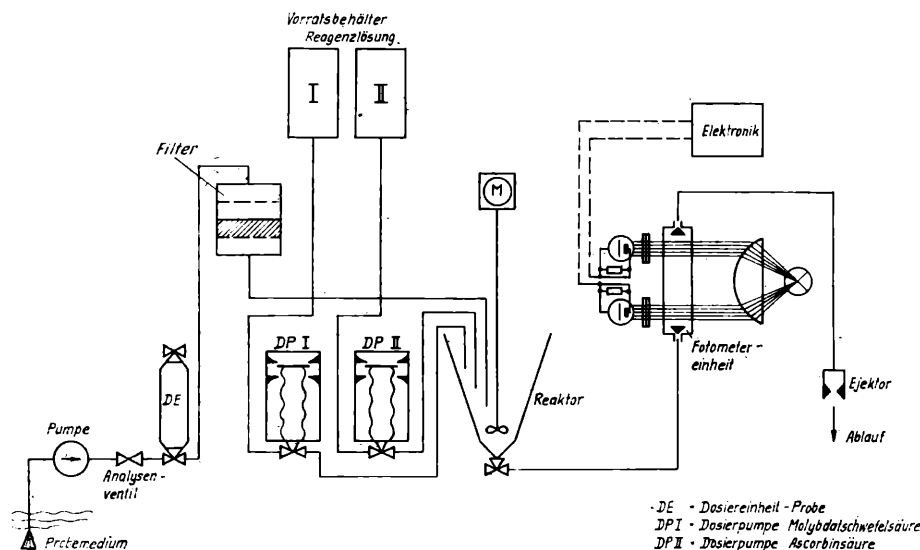 Vorratsbehälter
Reagenzlösung
I
II
Filter
M
Elektronik
DP I
DP II
DE
Reaktor
Fotometer-
einheit
Ejektor
Ablauf
Pumpe
Analysen-
ventil
Probemedium
DE - Dosiereinheit - Probe
DP I - Dosierpumpe Molybdatschwefelsäure
DP II - Dosierpumpe Ascorbinsäure